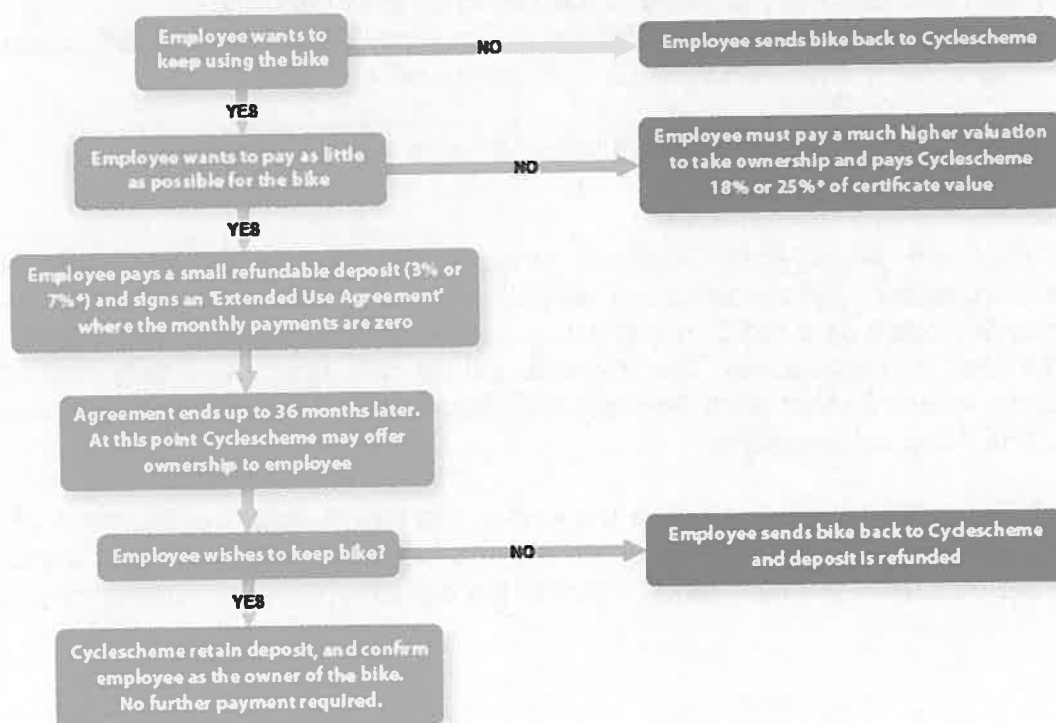 Employee wants to
keep using the bike
NO
Employee sends bike back to Cyclescheme
YES
Employee wants to pay as little
as possible for the bike
NO
Employee must pay a much higher valuation
to take ownership and pays Cyclescheme
18% or 25%* of certificate value
YES
Employee pays a small refundable deposit (3% or
7%*) and signs an 'Extended Use Agreement'
where the monthly payments are zero
Agreement ends up to 36 months later.
At this point Cyclescheme may offer
ownership to employee
Employee wishes to keep bike?
NO
Employee sends bike back to Cyclescheme
and deposit is refunded
YES
Cyclescheme retain deposit, and confirm
employee as the owner of the bike.
No further payment required.